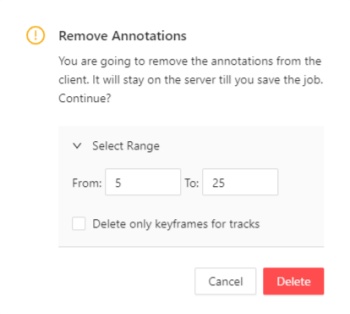 Remove Annotations
You are going to remove the annotations from the
client. It will stay on the server till you save the job.
Continue?
Select Range
From: 5 To: 25
Delete only keyframes for tracks
Cancel Delete